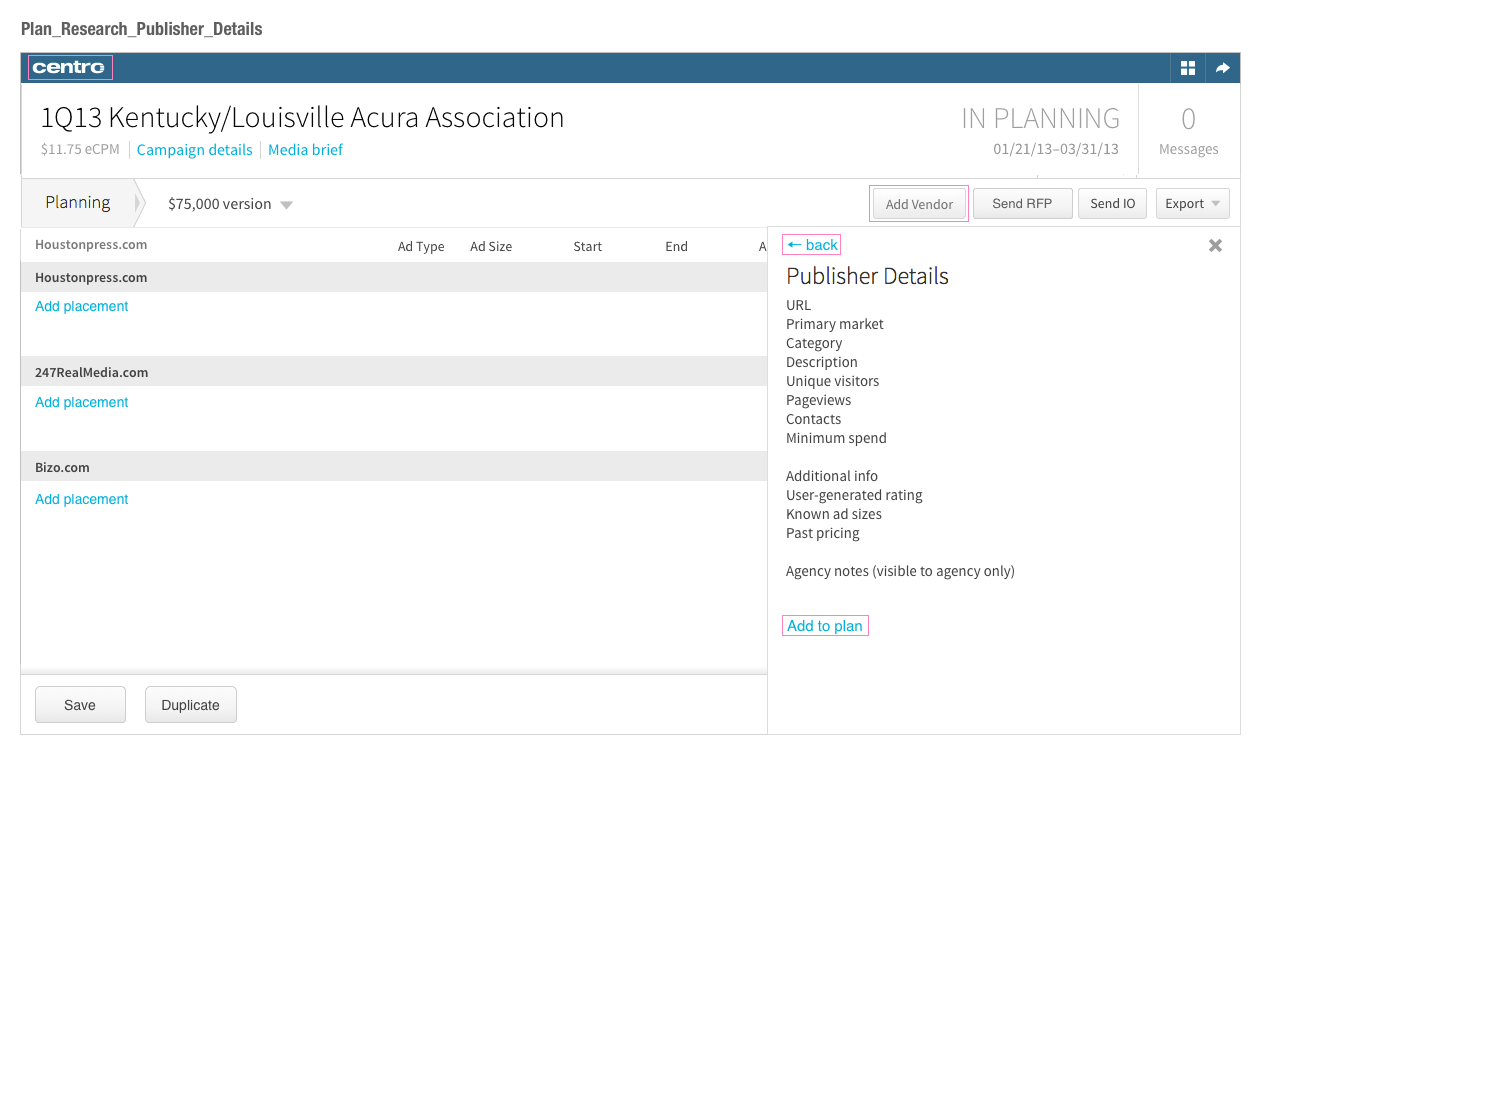 Plan_Research_Publisher_Details
centro
1Q13 Kentucky/Louisville Acura Association
IN PLANNING
0
$11.75 eCPM
Campaign details
Media brief
01/21/13–03/31/13
Messages
Planning
$75,000 version
Add Vendor
Send RFP
Send IO
Export
Houstonpress.com
Ad Type
Ad Size
Start
End
A
Houstonpress.com
Add placement
247RealMedia.com
Add placement
Bizo.com
Add placement
Save
Duplicate
← back
Publisher Details
URL
Primary market
Category
Description
Unique visitors
Pageviews
Contacts
Minimum spend
Additional info
User-generated rating
Known ad sizes
Past pricing
Agency notes (visible to agency only)
Add to plan